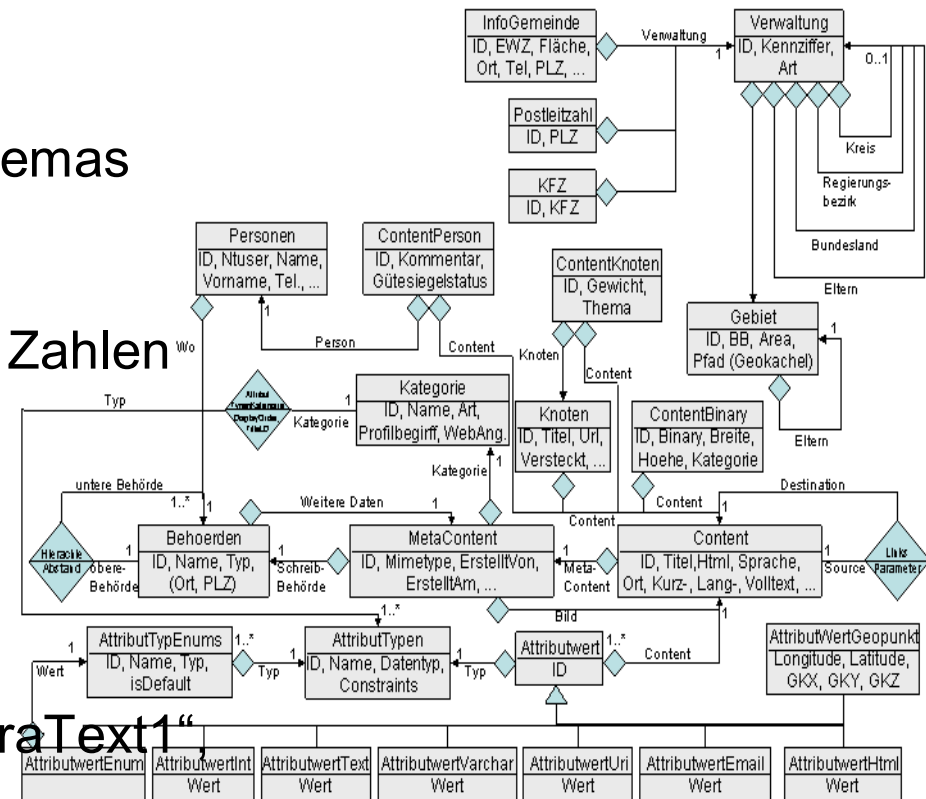 InfoGemeinde
ID, EWZ, Fläche,
Ort, Tel, PLZ, ...
Verwaltung
1
Verwaltung
ID, Kennziffer,
Art
0..1
Postleitzahl
ID, PLZ
KFZ
ID, KFZ
Kreis
Regierungs-
bezirk
Bundesland
Eltern
emas
Personen
ID, Ntuser, Name,
Vorname, Tel., ...
ContentPerson
ID, Kommentar,
Gütesiegelstatus
ContentKnoten
ID, Gewicht,
Thema
Gebiet
ID, BB, Area,
Pfad (Geokachel)
1
Eltern
Zahlen
Wo
1
Person
Content
Knoten
Content
Typ
Kategorie
1
Kategorie
ID, Name, Art,
Profilbegirff, WebAng.
Knoten
ID, Titel, Url,
Versteckt, ...
ContentBinary
ID, Binary, Breite,
Hoehe, Kategorie
Kategorie
1
untere Behörde
1..*
1
Weitere Daten
1
Content
Content
1
Destination
Hierachie
Abstand
1
obere-
Behörde
Behoerden
ID, Name, Typ,
(Ort, PLZ)
1
Schreib-
Behörde
MetaContent
ID, Mimetype, ErstelltVon,
ErstelltAm, ...
1
Meta-
Content
Content
ID, Titel,Html, Sprache,
Ort, Kurz-, Lang-, Volltext, ...
1
Source
Links
Parameter
Bild
1
1..*
1
Wert
AttributTypEnums
ID, Name, Typ,
isDefault
1..*
1
Typ
AttributTypen
ID, Name, Datentyp,
Constraints
1
Typ
Attributwert
ID
1..*
Content
AttributWertGeopunkt
Longitude, Latitude,
GKX, GKY, GKZ
raText1“,
AttributwertEnum
AttributwertInt
Wert
AttributwertText
Wert
AttributwertVarchar
Wert
AttributwertUri
Wert
AttributwertEmail
Wert
AttributwertHtml
Wert